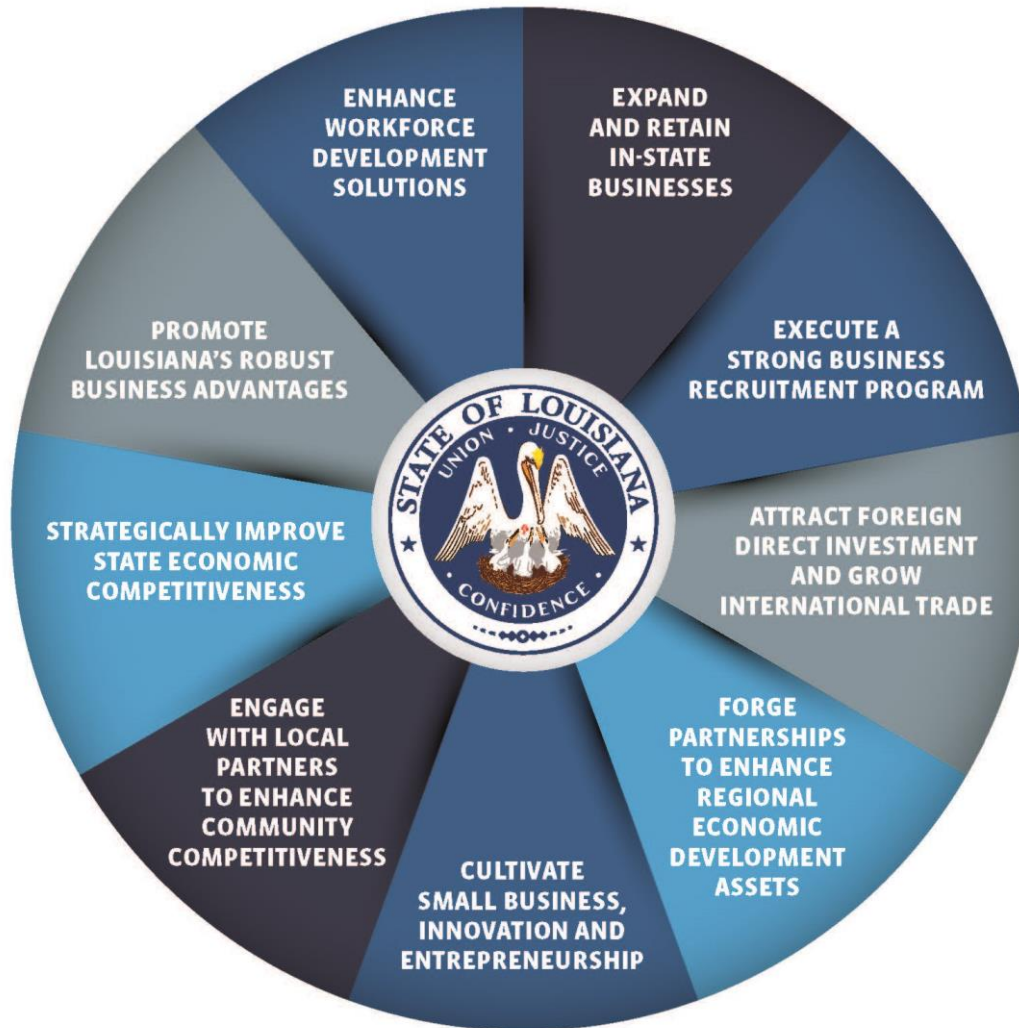 ENHANCE
WORKFORCE
DEVELOPMENT
SOLUTIONS
EXPAND
AND RETAIN
IN-STATE
BUSINESSES
EXECUTE A
STRONG BUSINESS
RECRUITMENT PROGRAM
ATTRACT FOREIGN
DIRECT INVESTMENT
AND GROW
INTERNATIONAL TRADE
FORGE
PARTNERSHIPS
TO ENHANCE
REGIONAL
ECONOMIC
DEVELOPMENT
ASSETS
CULTIVATE
SMALL BUSINESS,
INNOVATION AND
ENTREPRENEURSHIP
ENGAGE
WITH LOCAL
PARTNERS
TO ENHANCE
COMMUNITY
COMPETITIVENESS
STRATEGICALLY IMPROVE
STATE ECONOMIC
COMPETITIVENESS
PROMOTE
LOUISIANA'S ROBUST
BUSINESS ADVANTAGES
STATE OF LOUISIANA
UNION · JUSTICE
· CONFIDENCE ·